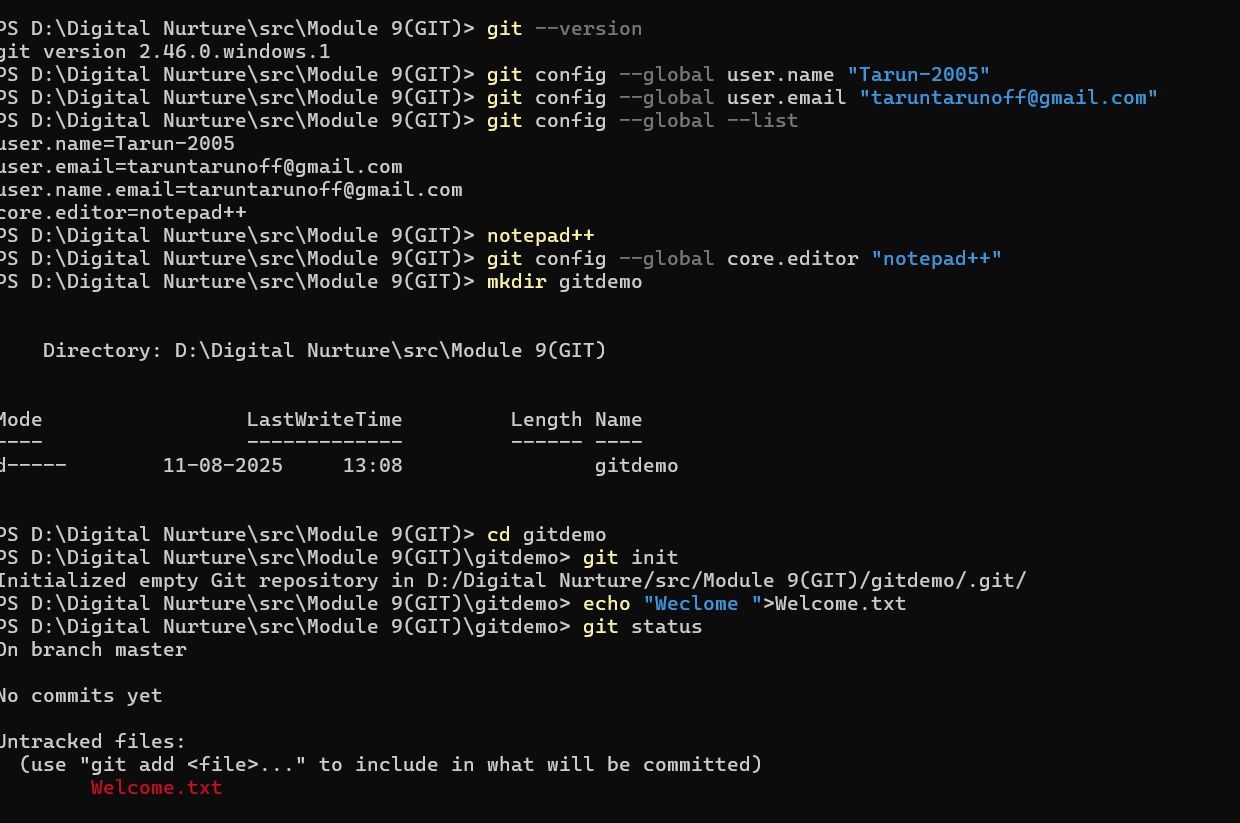 PS D:\Digital Nurture\src\Module 9(GIT)> git --version
git version 2.46.0.windows.1
PS D:\Digital Nurture\src\Module 9(GIT)> git config --global user.name "Tarun-2005"
PS D:\Digital Nurture\src\Module 9(GIT)> git config --global user.email "taruntarunoff@gmail.com"
PS D:\Digital Nurture\src\Module 9(GIT)> git config --global --list
user.name=Tarun-2005
user.email=taruntarunoff@gmail.com
user.name.email=taruntarunoff@gmail.com
core.editor=notepad++
PS D:\Digital Nurture\src\Module 9(GIT)> notepad++
PS D:\Digital Nurture\src\Module 9(GIT)> git config --global core.editor "notepad++"
PS D:\Digital Nurture\src\Module 9(GIT)> mkdir gitdemo
Directory: D:\Digital Nurture\src\Module 9(GIT)
Mode LastWriteTime Length Name
---- ------------- ------ ----
d----- 11-08-2025 13:08 gitdemo
PS D:\Digital Nurture\src\Module 9(GIT)> cd gitdemo
PS D:\Digital Nurture\src\Module 9(GIT)\gitdemo> git init
Initialized empty Git repository in D:/Digital Nurture/src/Module 9(GIT)/gitdemo/.git/
PS D:\Digital Nurture\src\Module 9(GIT)\gitdemo> echo "Weclome ">Welcome.txt
PS D:\Digital Nurture\src\Module 9(GIT)\gitdemo> git status
On branch master
No commits yet
Untracked files:
(use "git add <file>..." to include in what will be committed)
Welcome.txt